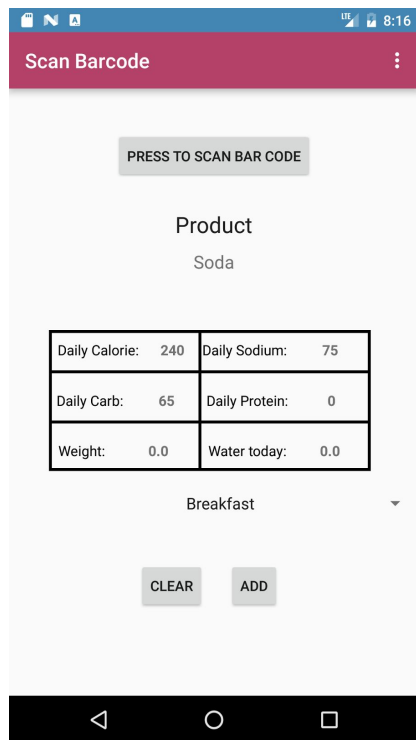 LTE 8:16
Scan Barcode
PRESS TO SCAN BAR CODE
Product
Soda
Daily Calorie: 240 Daily Sodium: 75
Daily Carb: 65 Daily Protein: 0
Weight: 0.0 Water today: 0.0
Breakfast
CLEAR ADD